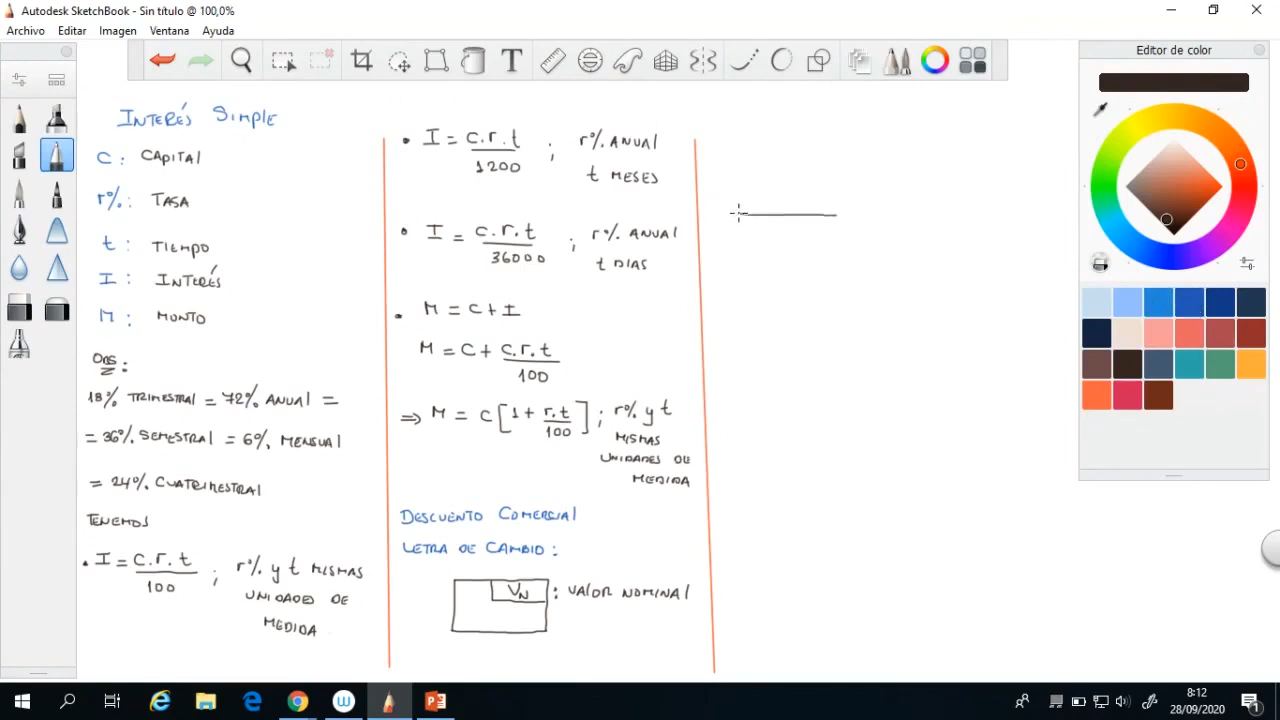 Autodesk SketchBook - Sin título @ 100,0%
Archivo Editar Imagen Ventana Ayuda
T
Editor de color
INTERÉS SIMPLE
C : CAPITAL
r% : TASA
t : TIEMPO
I : INTERÉS
M : MONTO
OBS :
18% TRIMESTRAL = 72% ANUAL =
= 36% SEMESTRAL = 6% MENSUAL
= 24% CUATRIMESTRAL
TENEMOS
• I = c.r.t / 100 ; r% y t MISMAS
UNIDADES DE
MEDIDA
• I = c.r.t / 1200 ; r% ANUAL
t MESES
• I = c.r.t / 36000 ; r% ANUAL
t DIAS
• M = C + I
M = C + c.r.t / 100
⇒ M = C [ 1 + r.t / 100 ] ; r% y t
MISMAS
UNIDADES DE
MEDIDA
DESCUENTO COMERCIAL
LETRA DE CAMBIO :
VN : VALOR NOMINAL
8:12
28/09/2020
1